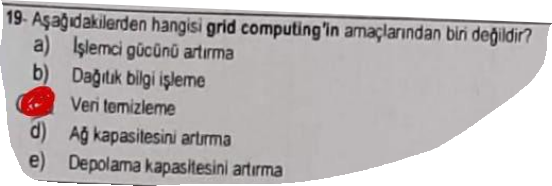 19- Aşağıdakilerden hangisi grid computing'in amaçlarından biri değildir?
a) İşlemci gücünü artırma
b) Dağıtık bilgi işleme
Veri temizleme
d) Ağ kapasitesini artırma
e) Depolama kapasitesini artırma